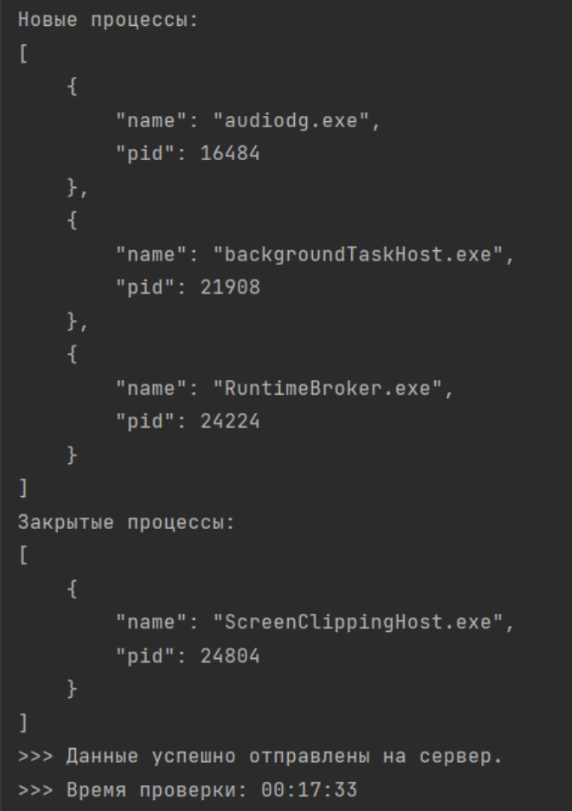 Новые процессы:
[
    {
        "name": "audiodg.exe",
        "pid": 16484
    },
    {
        "name": "backgroundTaskHost.exe",
        "pid": 21908
    },
    {
        "name": "RuntimeBroker.exe",
        "pid": 24224
    }
]
Закрытые процессы:
[
    {
        "name": "ScreenClippingHost.exe",
        "pid": 24804
    }
]
>>> Данные успешно отправлены на сервер.
>>> Время проверки: 00:17:33